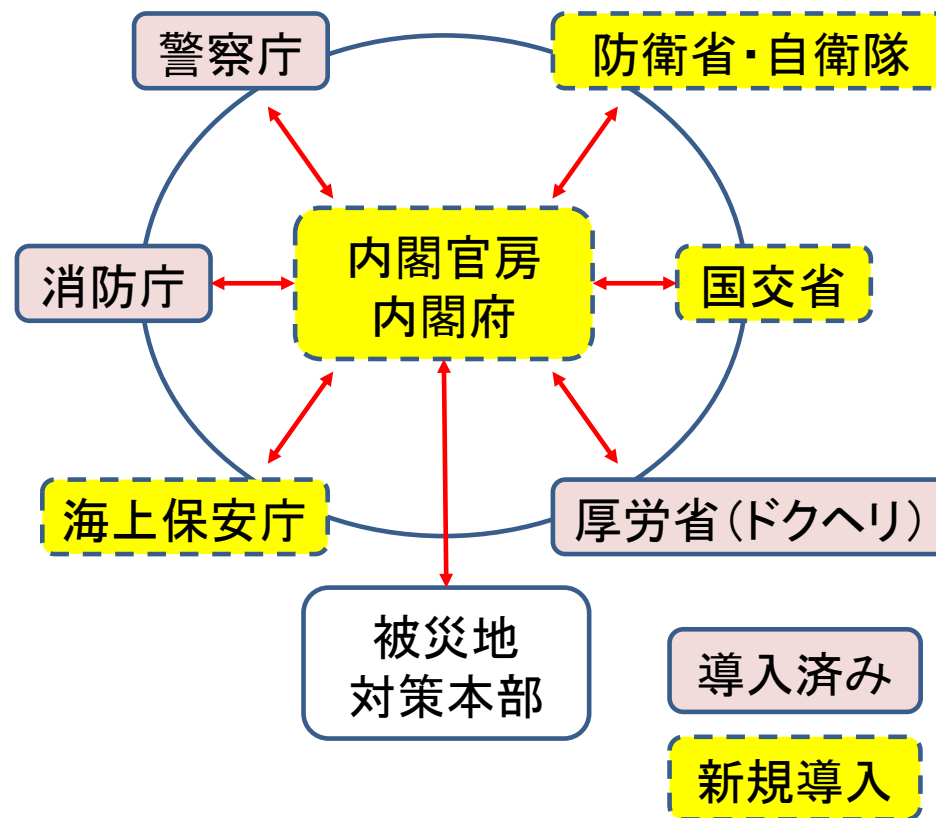 警察庁
防衛省・自衛隊
内閣官房
内閣府
消防庁
国交省
海上保安庁
厚労省(ドクヘリ)
被災地
対策本部
導入済み
新規導入